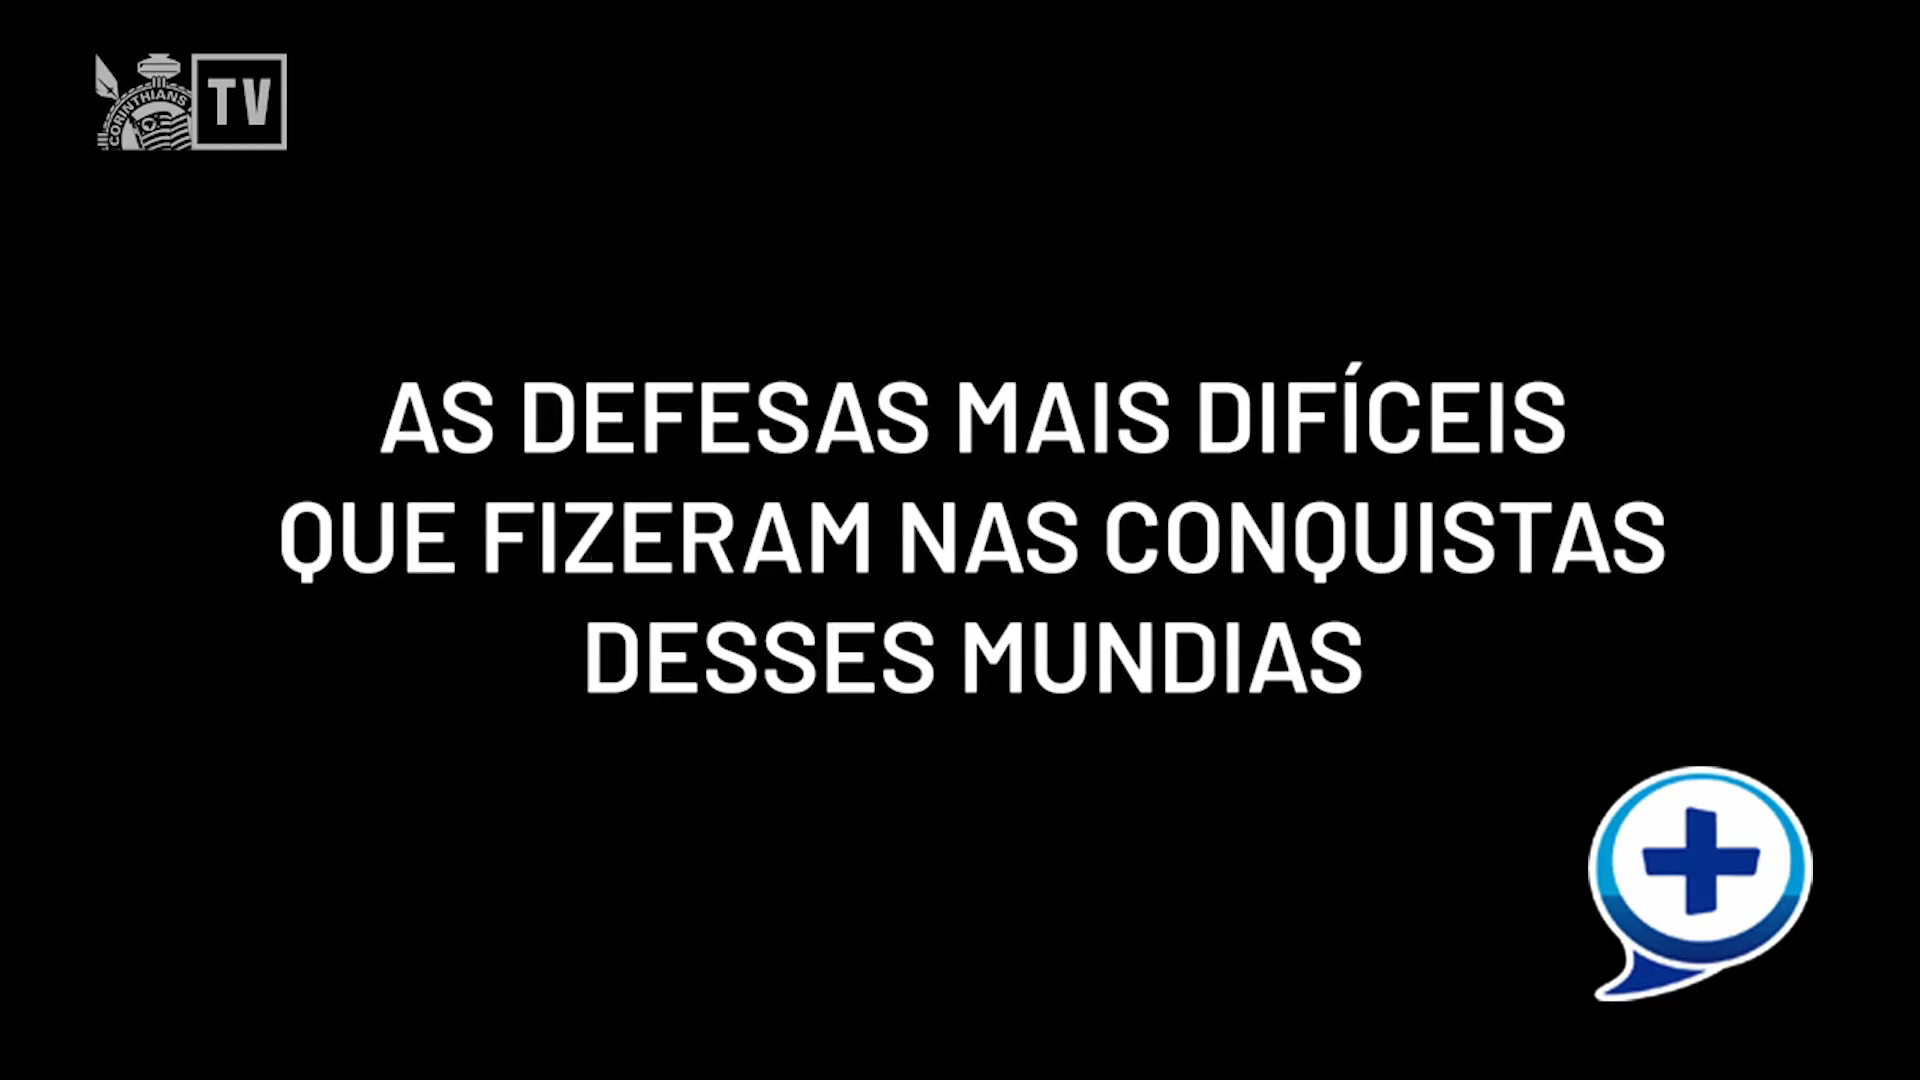 CORINTHIANS
TV
AS DEFESAS MAIS DIFÍCEIS
QUE FIZERAM NAS CONQUISTAS
DESSES MUNDIAS